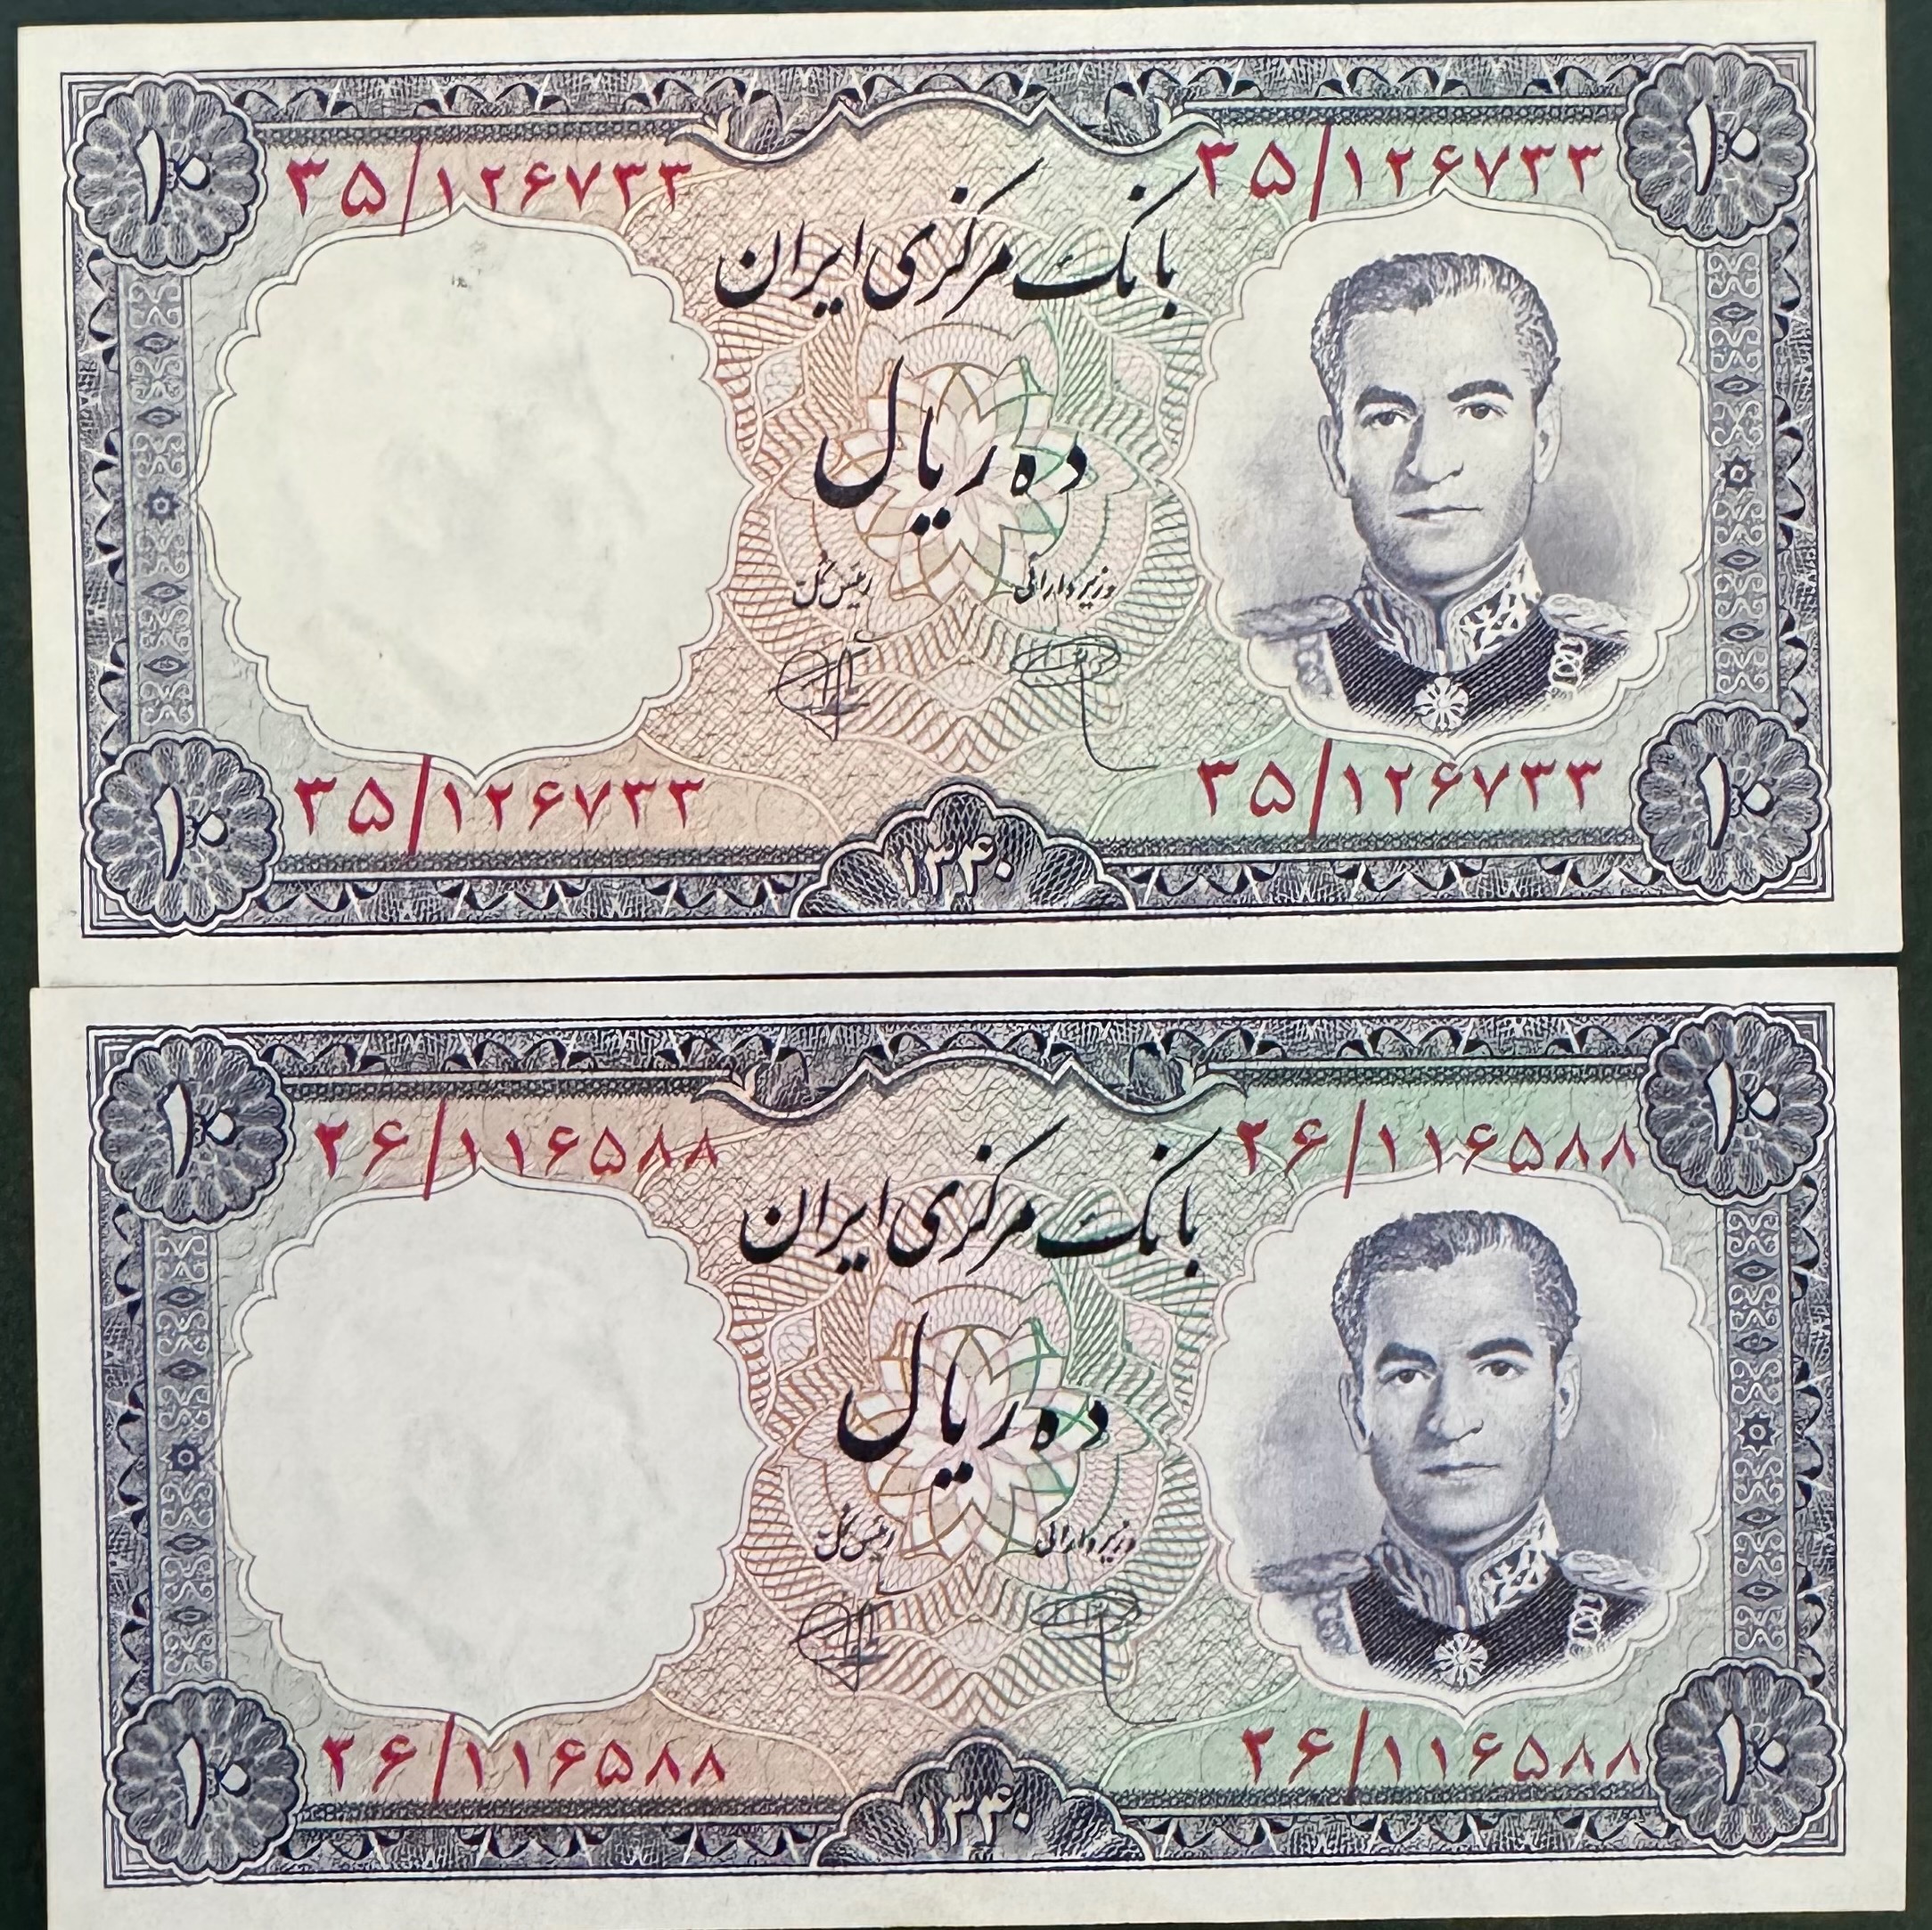 ۱۰ ۳۵/۱۲۶۷۳۳ ۳۵/۱۲۶۷۳۳ ۱۰
بانک مرکزی ایران
ده ریال
وزیر دارائی رئیس کل
۱۰ ۳۵/۱۲۶۷۳۳ ۳۵/۱۲۶۷۳۳ ۱۰
۱۳۴۰
۱۰ ۲۶/۱۱۶۵۸۸ ۲۶/۱۱۶۵۸۸ ۱۰
بانک مرکزی ایران
ده ریال
وزیر دارائی رئیس کل
۱۰ ۲۶/۱۱۶۵۸۸ ۲۶/۱۱۶۵۸۸ ۱۰
۱۳۴۰